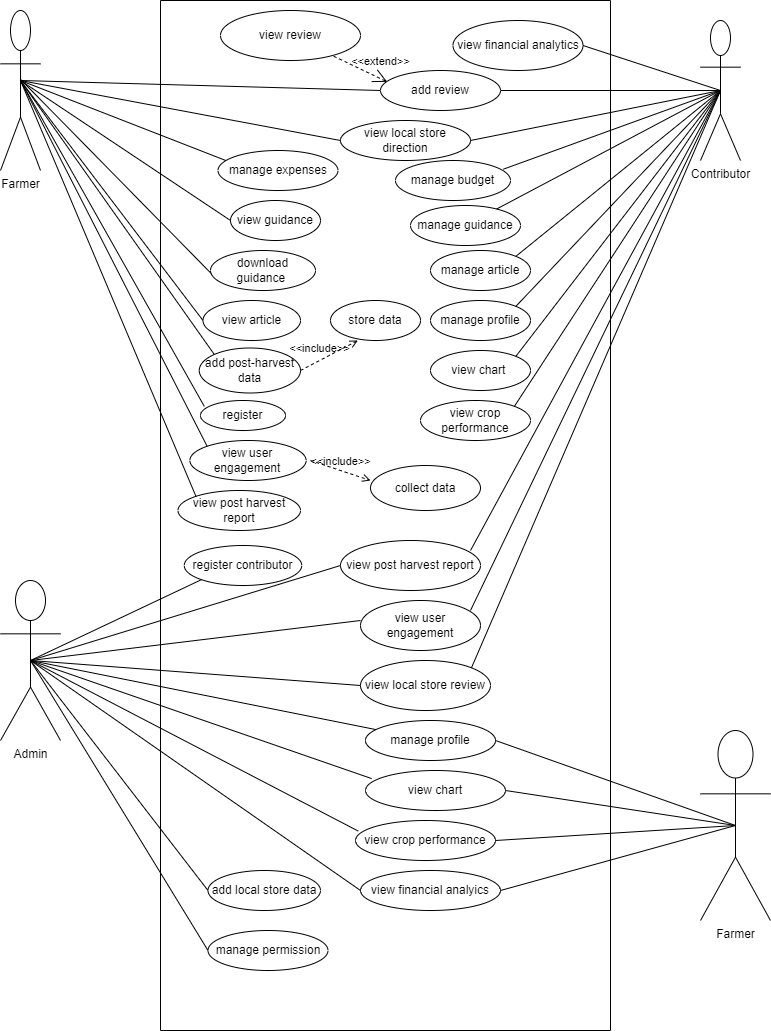 view review
view financial analytics
<<extend>>
add review
view local store
direction
Farmer
Contributor
manage expenses
manage budget
view guidance
manage guidance
download
guidance
manage article
view article
store data
manage profile
<<include>>
add post-harvest
data
view chart
register
view crop
performance
view user
engagement
<<include>>
collect data
view post harvest
report
register contributor
view post harvest report
view user
engagement
view local store review
Admin
manage profile
view chart
view crop performance
add local store data
view financial analyics
Farmer
manage permission